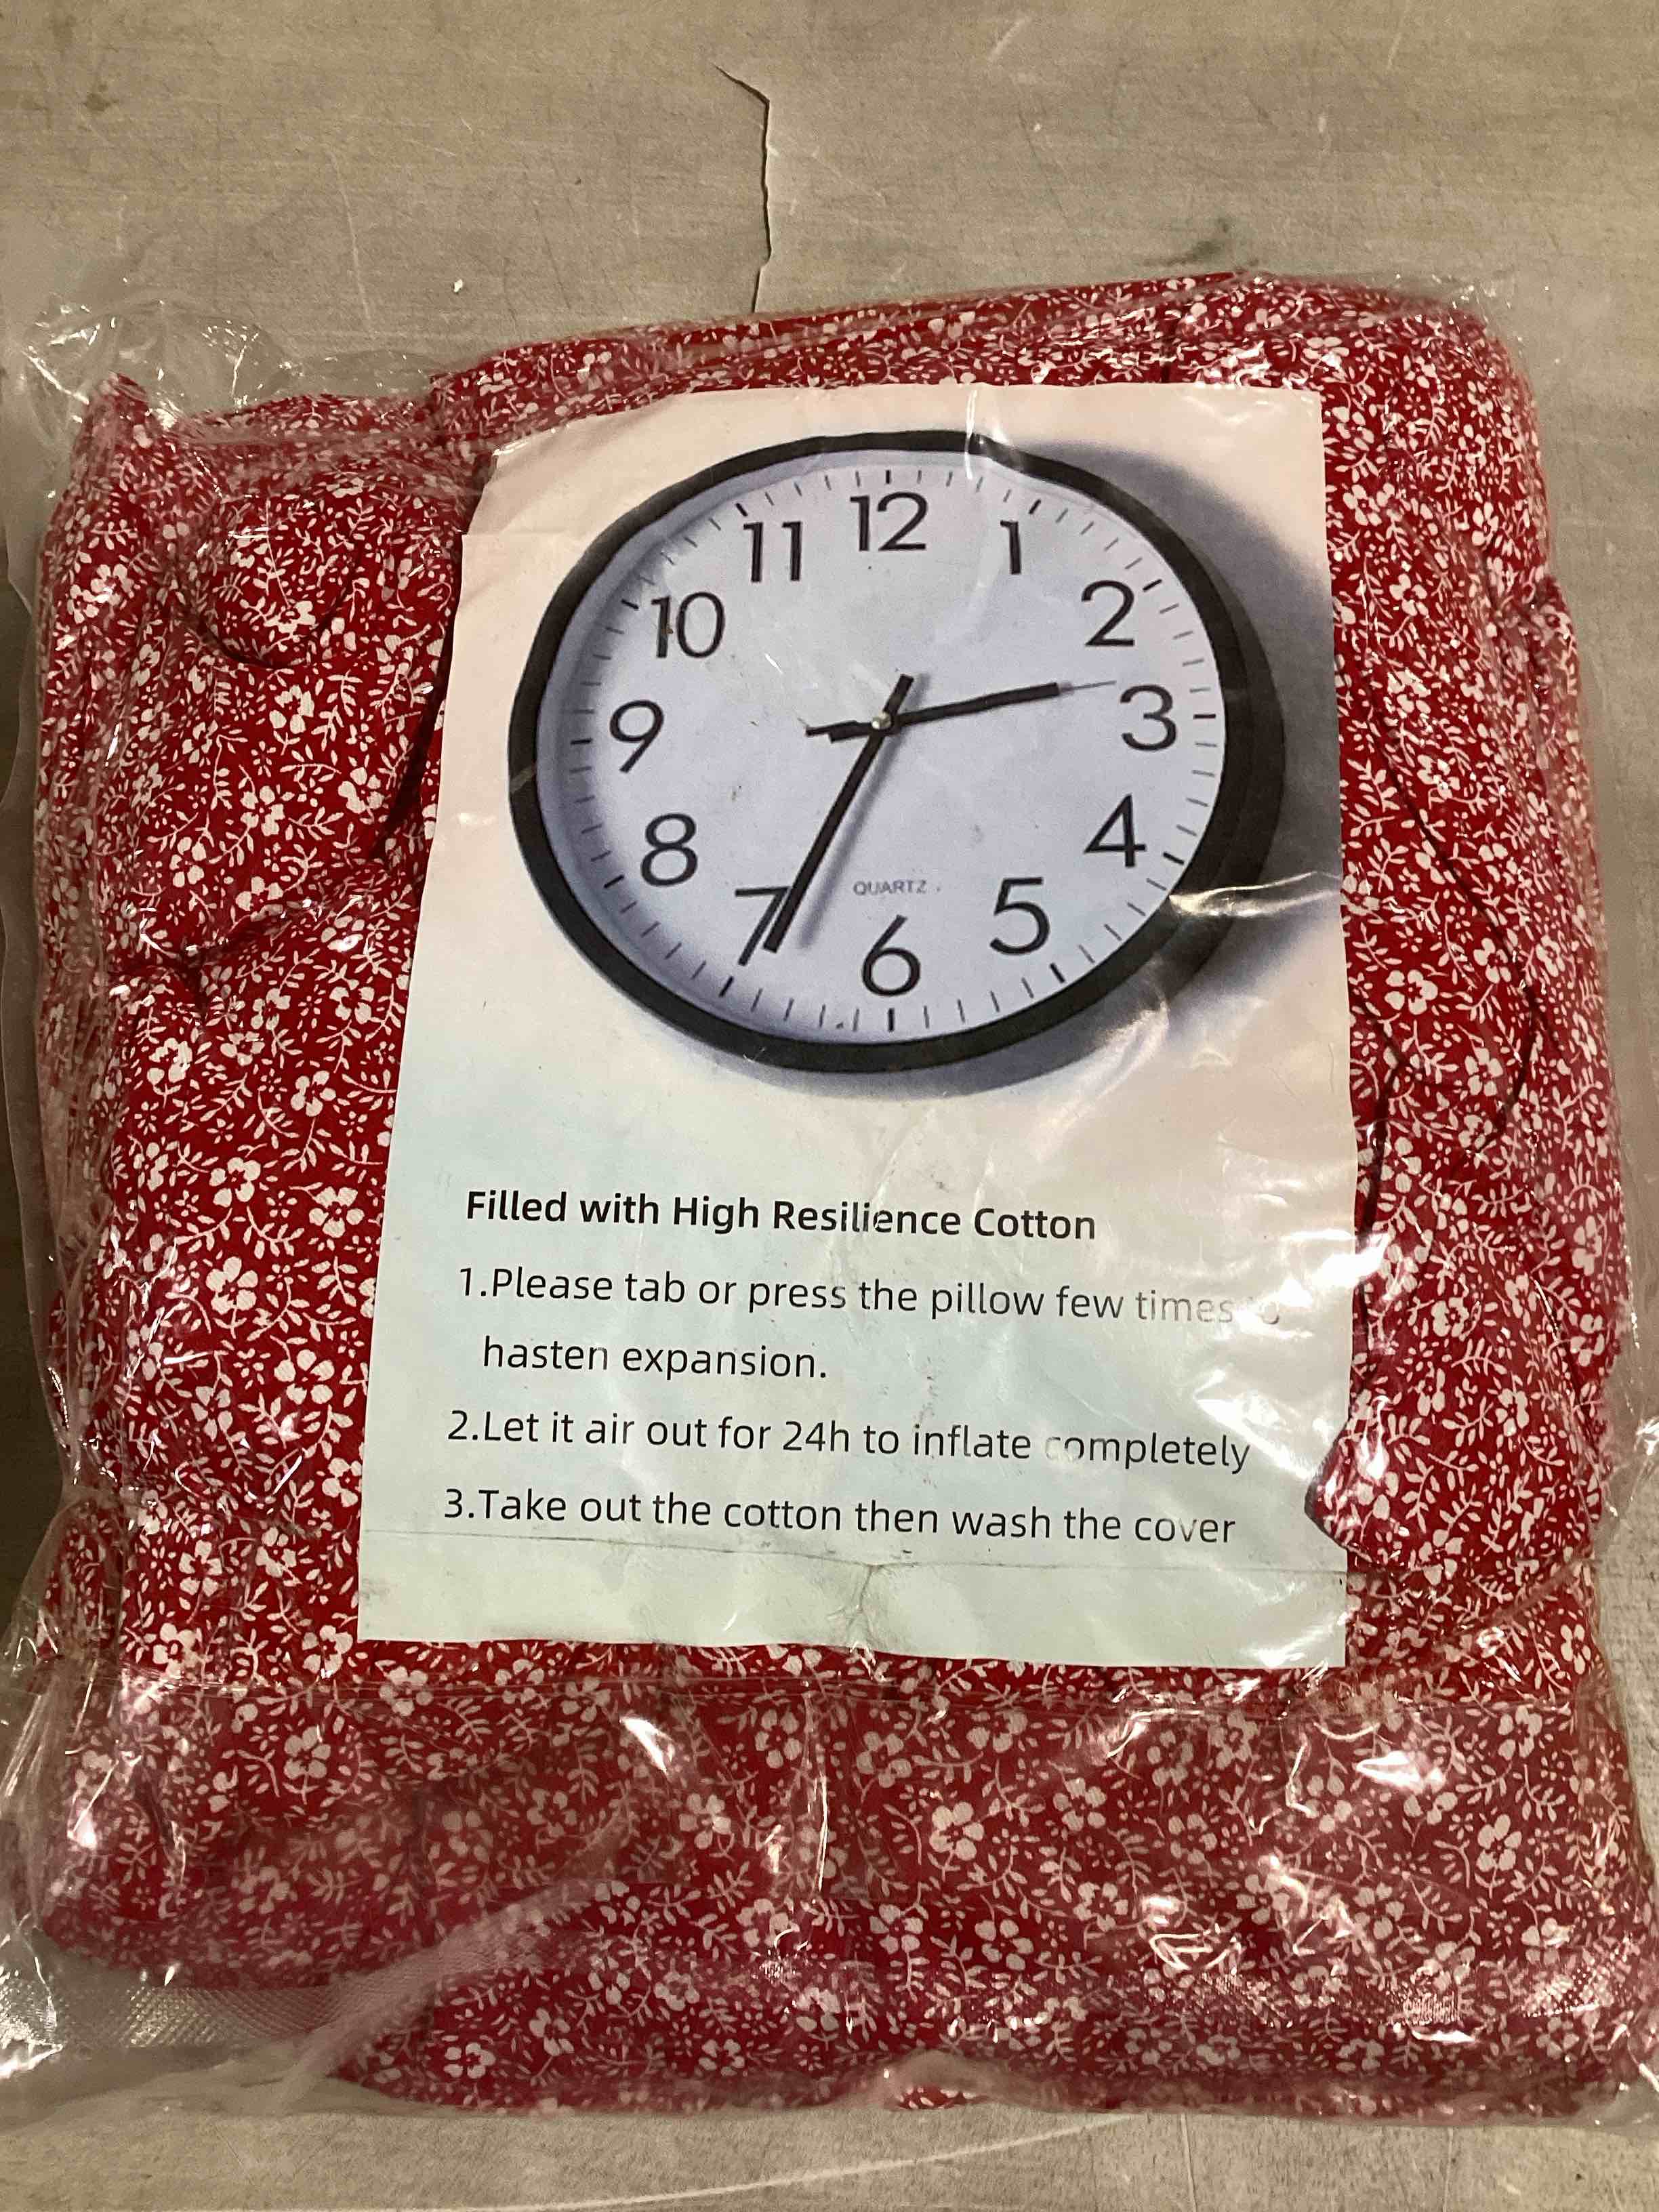 12
11
1
10
2
9
3
8
4
7
5
6
QUARTZ
Filled with High Resilience Cotton
1.Please tab or press the pillow few times
hasten expansion.
2.Let it air out for 24h to inflate completely
3.Take out the cotton then wash the cover